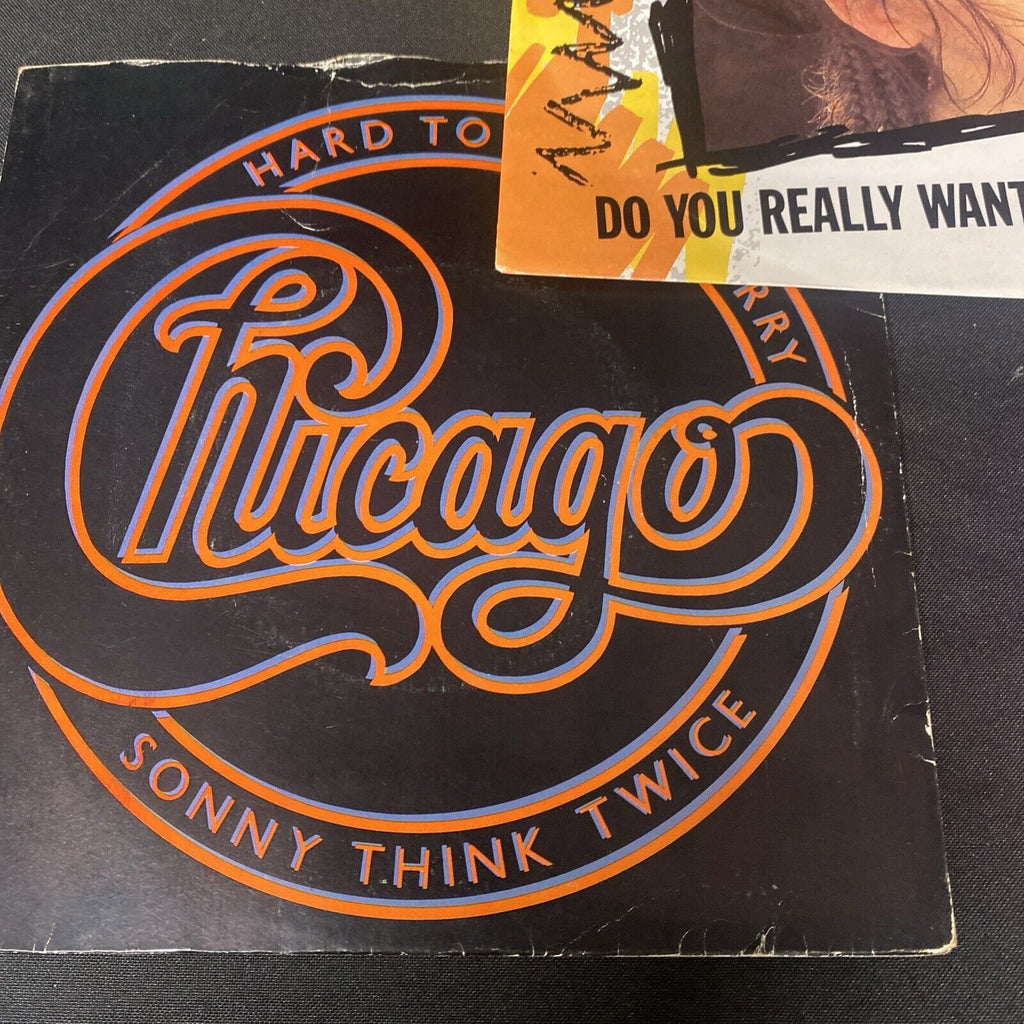 HARD TO
RRY
Chicago
SONNY THINK TWICE
DO YOU REALLY WANT